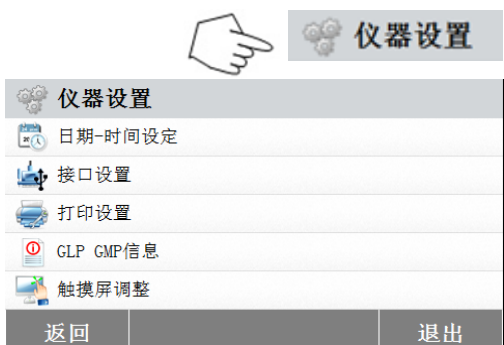 仪器设置
仪器设置
日期-时间设定
接口设置
打印设置
GLP GMP信息
触摸屏调整
返回 退出